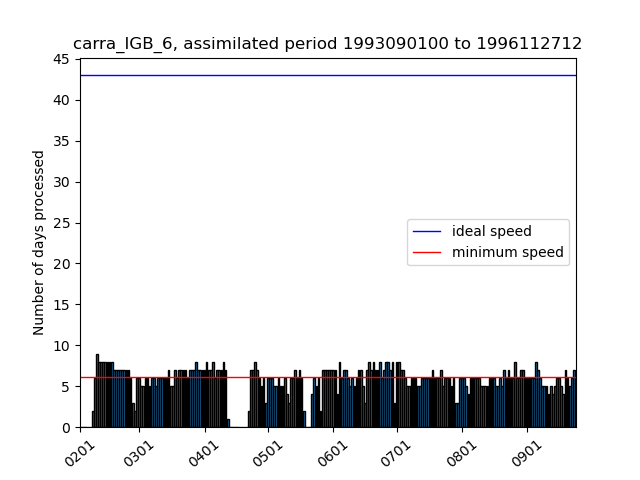 carra_IGB_6, assimilated period 1993090100 to 1996112712
Number of days processed
45
40
35
30
25
20
15
10
5
0
ideal speed
minimum speed
0201 0301 0401 0501 0601 0701 0801 0901